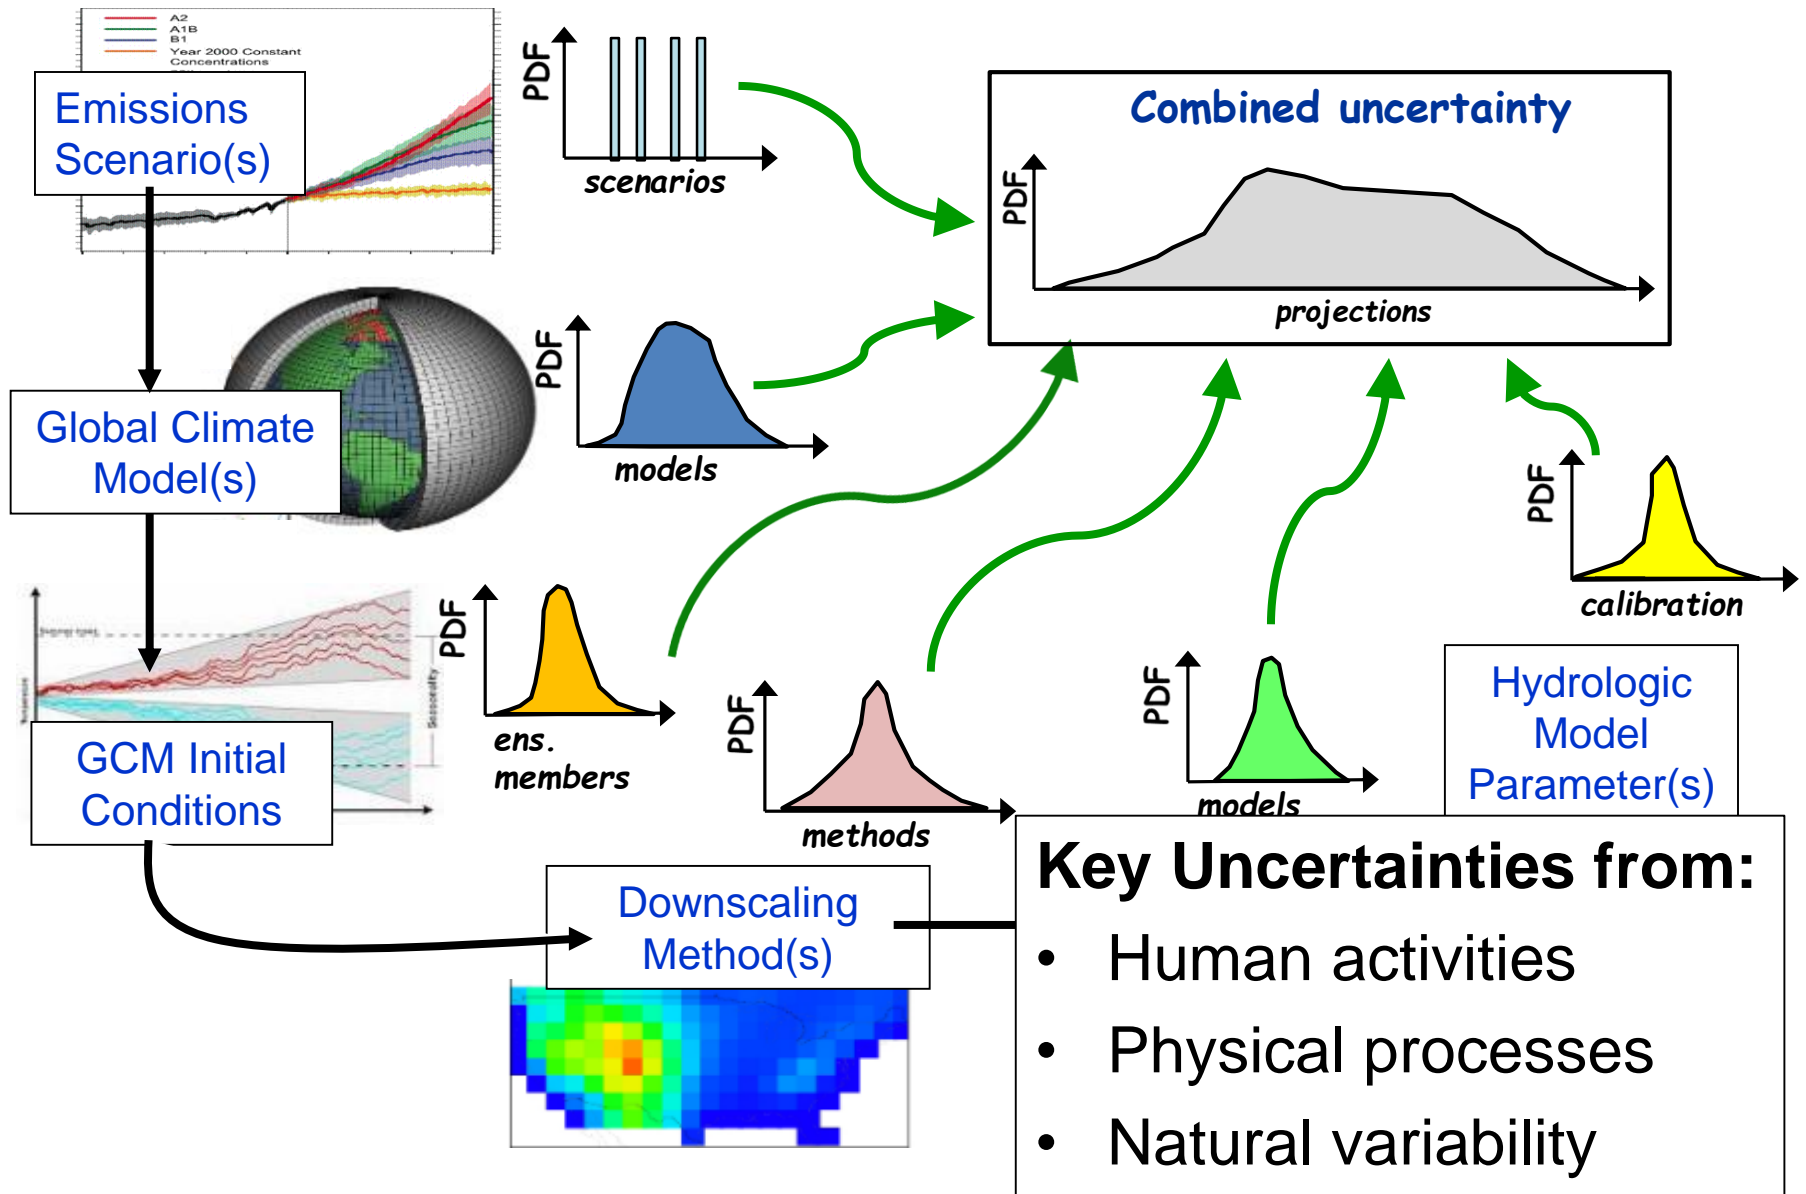 A2
A1B
B1
Year 2000 Constant
Concentrations
Emissions
Scenario(s)
PDF
scenarios
Combined uncertainty
PDF
projections
Global Climate
Model(s)
PDF
models
PDF
calibration
GCM Initial
Conditions
PDF
ens.
members
PDF
methods
PDF
models
Hydrologic
Model
Parameter(s)
Downscaling
Method(s)
Key Uncertainties from:
• Human activities
• Physical processes
• Natural variability